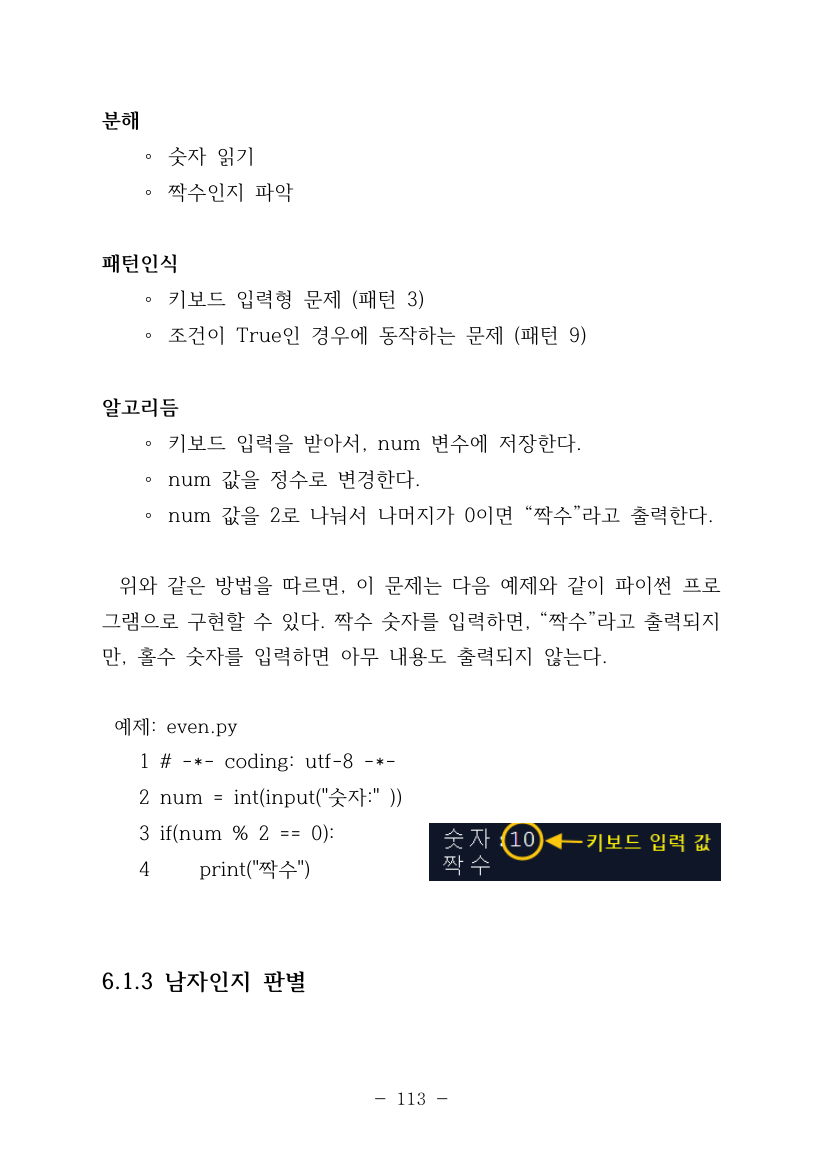 분해
◦ 숫자 읽기
◦ 짝수인지 파악
패턴인식
◦ 키보드 입력형 문제 (패턴 3)
◦ 조건이 True인 경우에 동작하는 문제 (패턴 9)
알고리듬
◦ 키보드 입력을 받아서, num 변수에 저장한다.
◦ num 값을 정수로 변경한다.
◦ num 값을 2로 나눠서 나머지가 0이면 “짝수”라고 출력한다.
위와 같은 방법을 따르면, 이 문제는 다음 예제와 같이 파이썬 프로
그램으로 구현할 수 있다. 짝수 숫자를 입력하면, “짝수”라고 출력되지
만, 홀수 숫자를 입력하면 아무 내용도 출력되지 않는다.
예제: even.py
1 # -*- coding: utf-8 -*-
2 num = int(input("숫자:" ))
3 if(num % 2 == 0):
4     print("짝수")
숫자:10 키보드 입력 값
짝수
6.1.3 남자인지 판별
- 113 -